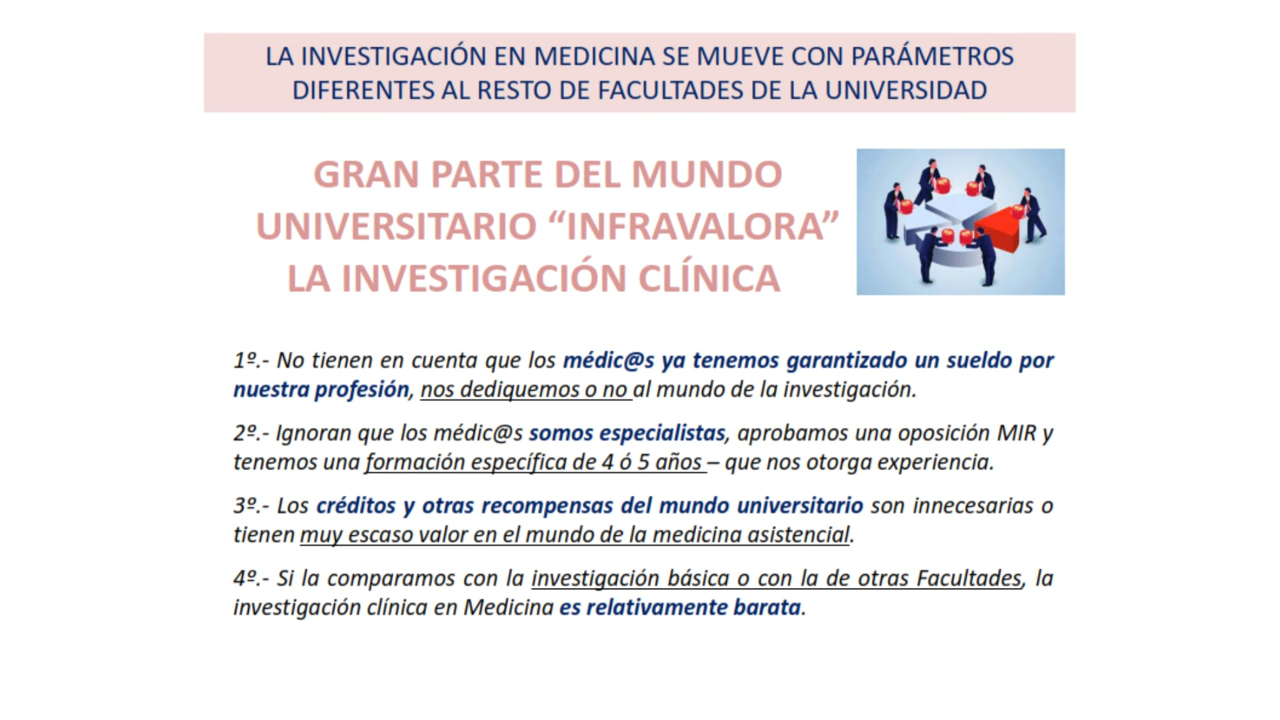 LA INVESTIGACIÓN EN MEDICINA SE MUEVE CON PARÁMETROS
DIFERENTES AL RESTO DE FACULTADES DE LA UNIVERSIDAD
GRAN PARTE DEL MUNDO
UNIVERSITARIO “INFRAVALORA”
LA INVESTIGACIÓN CLÍNICA
1º.- No tienen en cuenta que los médic@s ya tenemos garantizado un sueldo por
nuestra profesión, nos dediquemos o no al mundo de la investigación.
2º.- Ignoran que los médic@s somos especialistas, aprobamos una oposición MIR y
tenemos una formación específica de 4 ó 5 años – que nos otorga experiencia.
3º.- Los créditos y otras recompensas del mundo universitario son innecesarias o
tienen muy escaso valor en el mundo de la medicina asistencial.
4º.- Si la comparamos con la investigación básica o con la de otras Facultades, la
investigación clínica en Medicina es relativamente barata.